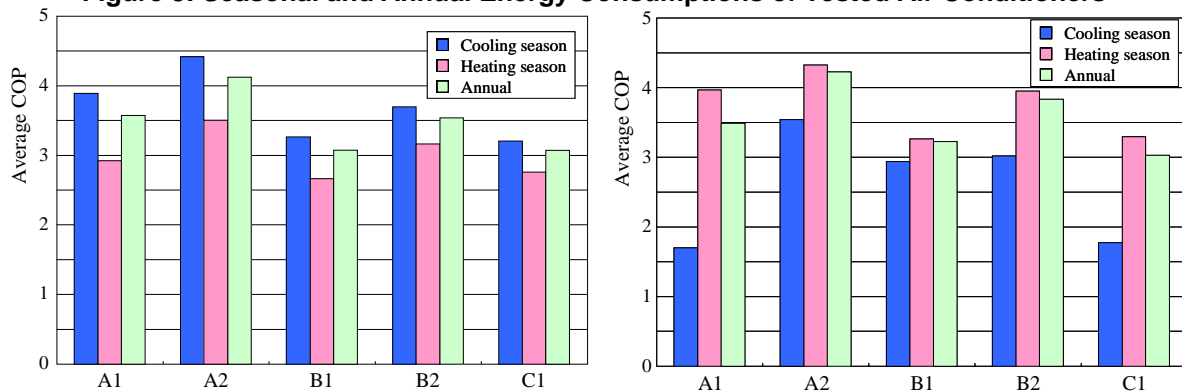 Figure 8. Seasonal and Annual Energy Consumptions of Tested Air Conditioners
5
4
3
2
1
0
Average COP
Cooling season
Heating season
Annual
A1 A2 B1 B2 C1
5
4
3
2
1
0
Average COP
Cooling season
Heating season
Annual
A1 A2 B1 B2 C1